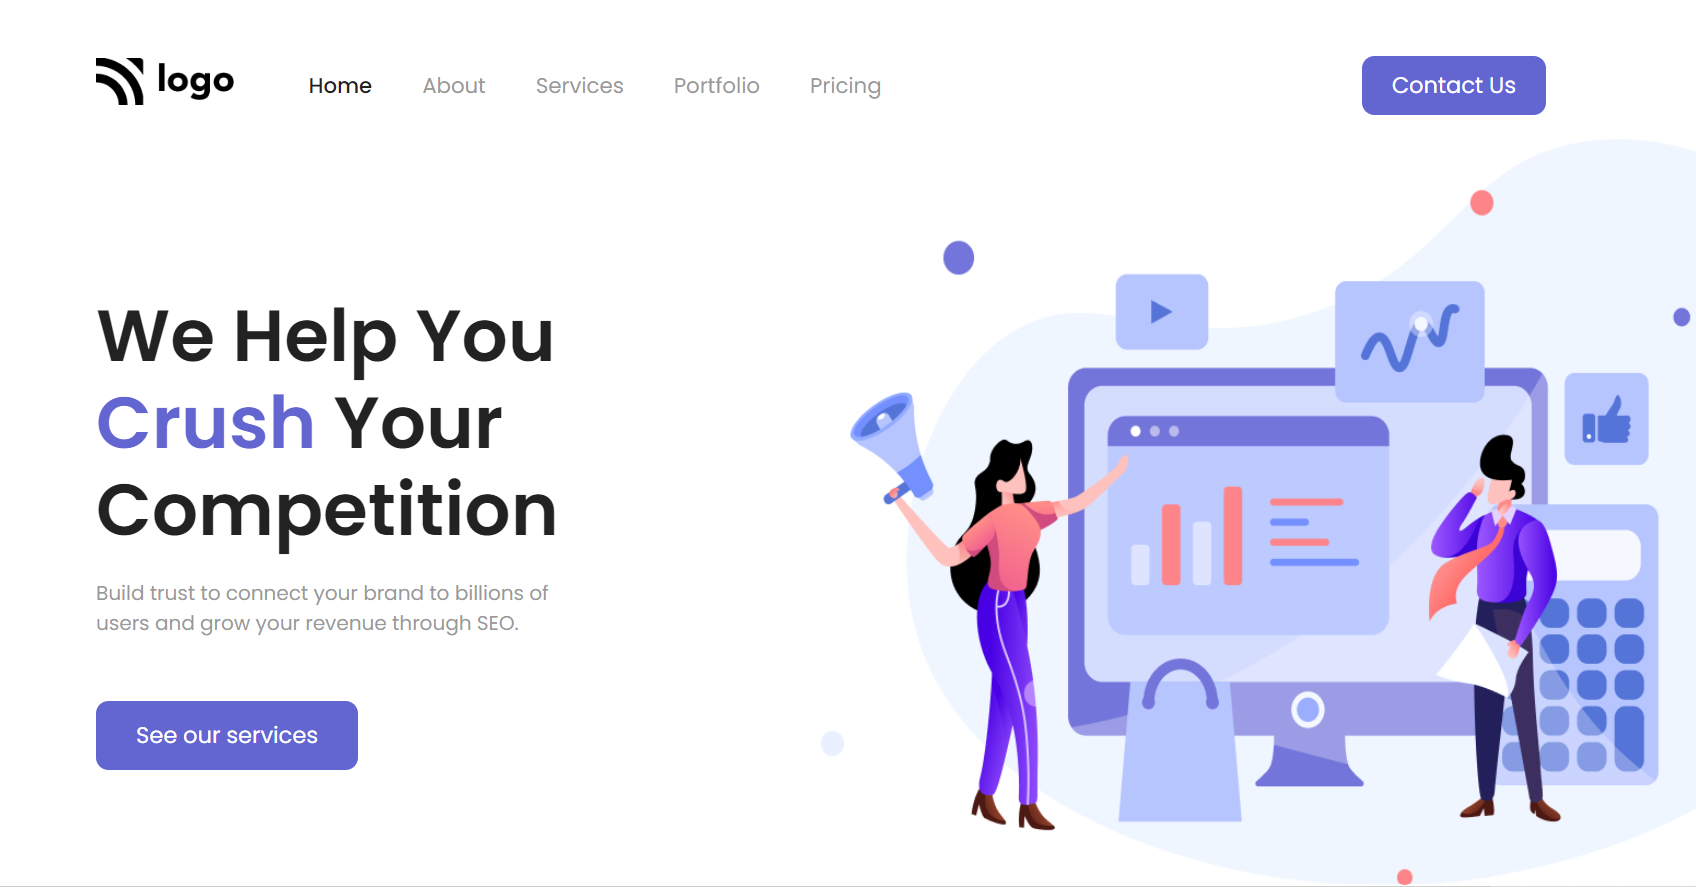 logo
Home About Services Portfolio Pricing
Contact Us
We Help You
Crush Your
Competition
Build trust to connect your brand to billions of
users and grow your revenue through SEO.
See our services